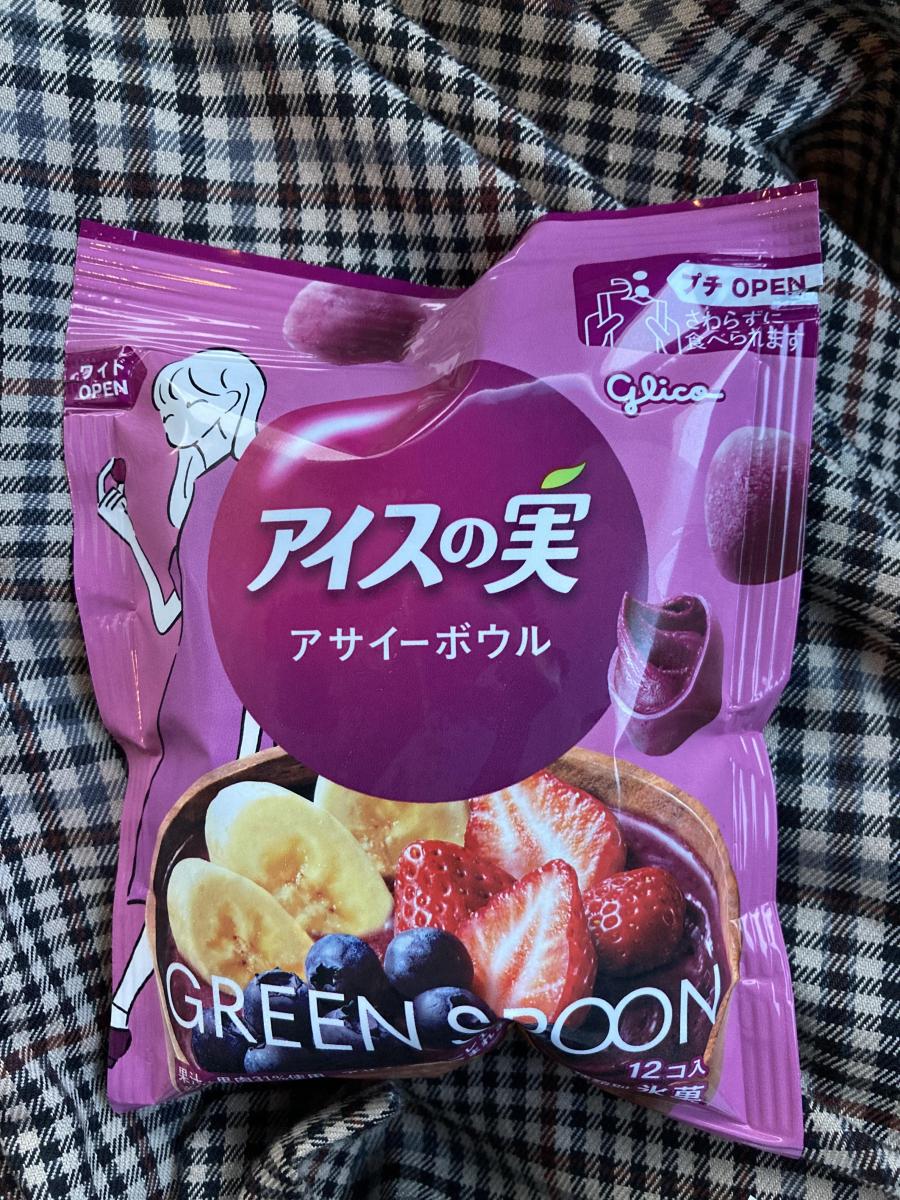 プチ OPEN
さわらずに
食べられます
ワイド
OPEN
Glico
アイスの実
アサイーボウル
GREEN SPOON
12コ入
氷菓